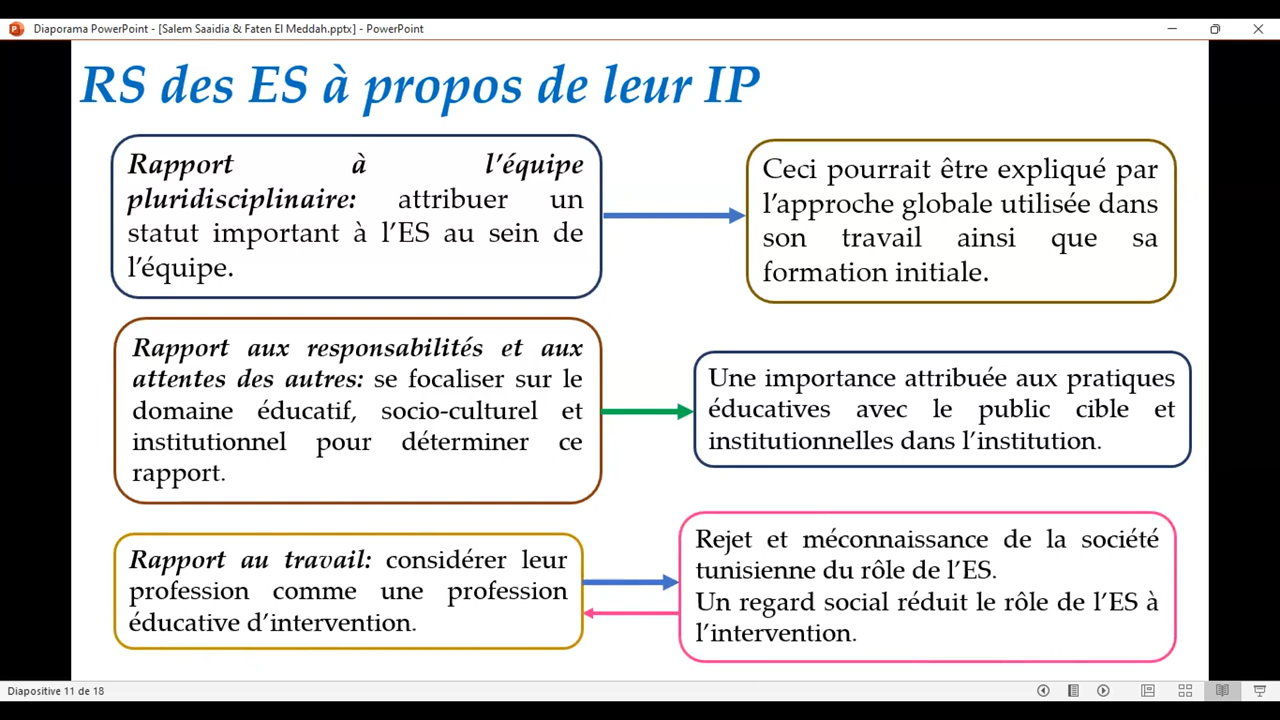 Diaporama PowerPoint - [Salem Saaidia & Faten El Meddah.pptx] - PowerPoint
RS des ES à propos de leur IP
Rapport à l'équipe
pluridisciplinaire: attribuer un
statut important à l'ES au sein de
l'équipe.
Ceci pourrait être expliqué par
l'approche globale utilisée dans
son travail ainsi que sa
formation initiale.
Rapport aux responsabilités et aux
attentes des autres: se focaliser sur le
domaine éducatif, socio-culturel et
institutionnel pour déterminer ce
rapport.
Une importance attribuée aux pratiques
éducatives avec le public cible et
institutionnelles dans l'institution.
Rapport au travail: considérer leur
profession comme une profession
éducative d'intervention.
Rejet et méconnaissance de la société
tunisienne du rôle de l'ES.
Un regard social réduit le rôle de l'ES à
l'intervention.
Diapositive 11 de 18